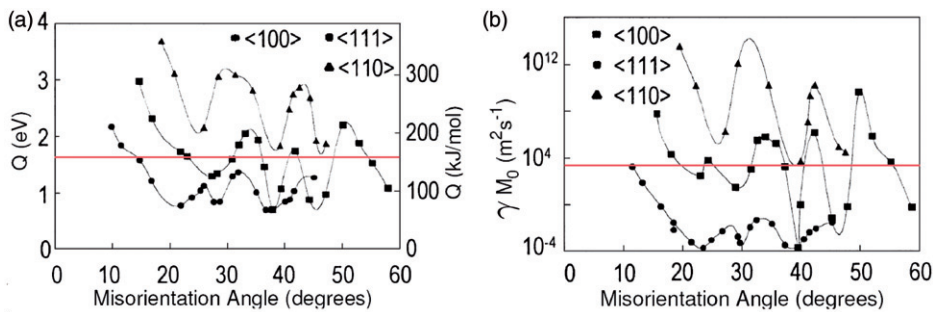 (a)
Q (eV)
4
3
2
1
0
<100> <111>
<110>
300
200
100
0
Q (kJ/mol)
0 10 20 30 40 50 60
Misorientation Angle (degrees)
(b)
γ M₀ (m² s⁻¹)
10¹²
10⁴
10⁻⁴
<100>
<111>
<110>
0 10 20 30 40 50 60
Misorientation Angle (degrees)